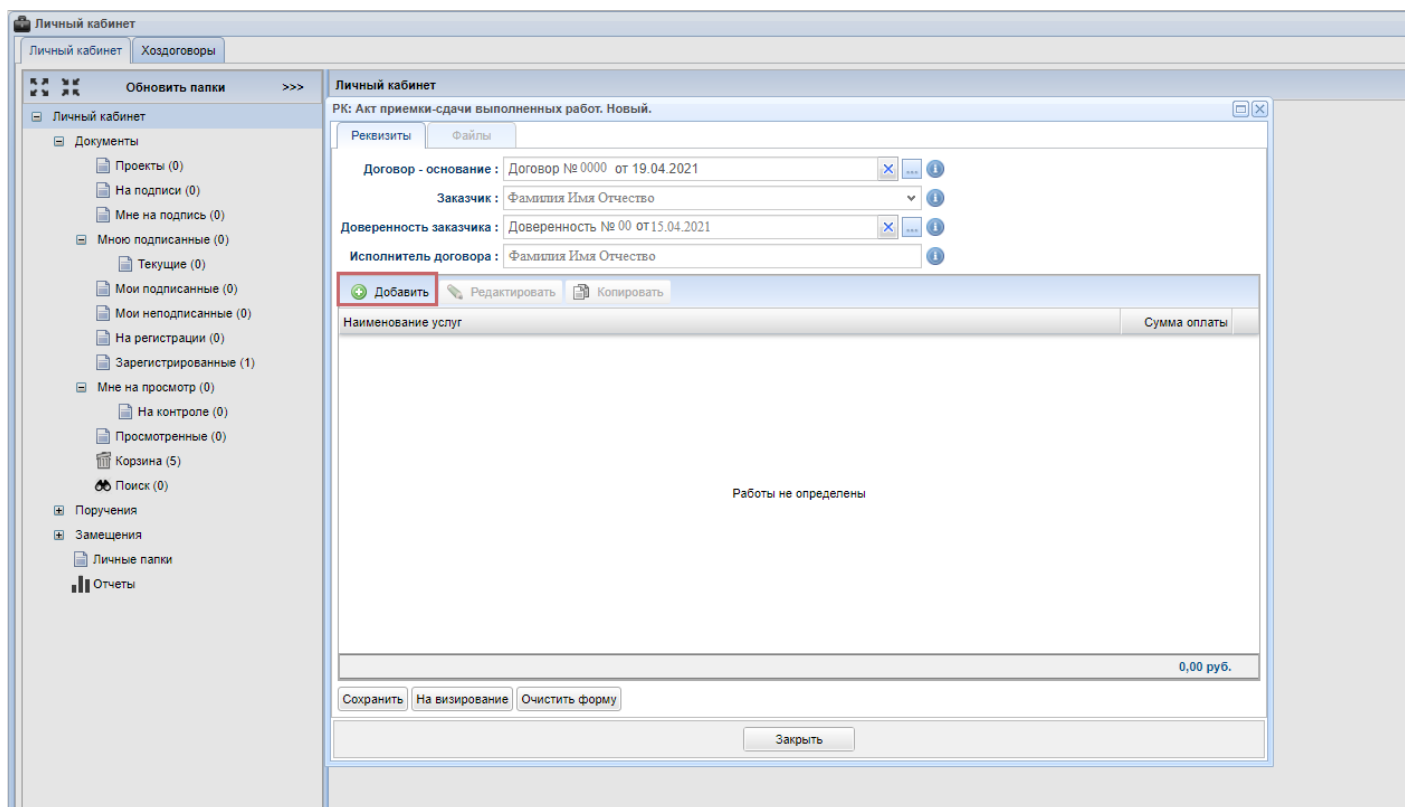 Личный кабинет
Личный кабинет Хоздоговоры
Обновить папки >>>
Личный кабинет
Документы
Проекты (0)
На подписи (0)
Мне на подпись (0)
Мною подписанные (0)
Текущие (0)
Мои подписанные (0)
Мои неподписанные (0)
На регистрации (0)
Зарегистрированные (1)
Мне на просмотр (0)
На контроле (0)
Просмотренные (0)
Корзина (5)
Поиск (0)
Поручения
Замещения
Личные папки
Отчеты
Личный кабинет
РК: Акт приемки-сдачи выполненных работ. Новый.
Реквизиты Файлы
Договор - основание : Договор № 0000 от 19.04.2021
Заказчик : Фамилия Имя Отчество
Доверенность заказчика : Доверенность № 00 от 15.04.2021
Исполнитель договора : Фамилия Имя Отчество
Добавить Редактировать Копировать
Наименование услуг Сумма оплаты
Работы не определены
0,00 руб.
Сохранить На визирование Очистить форму
Закрыть